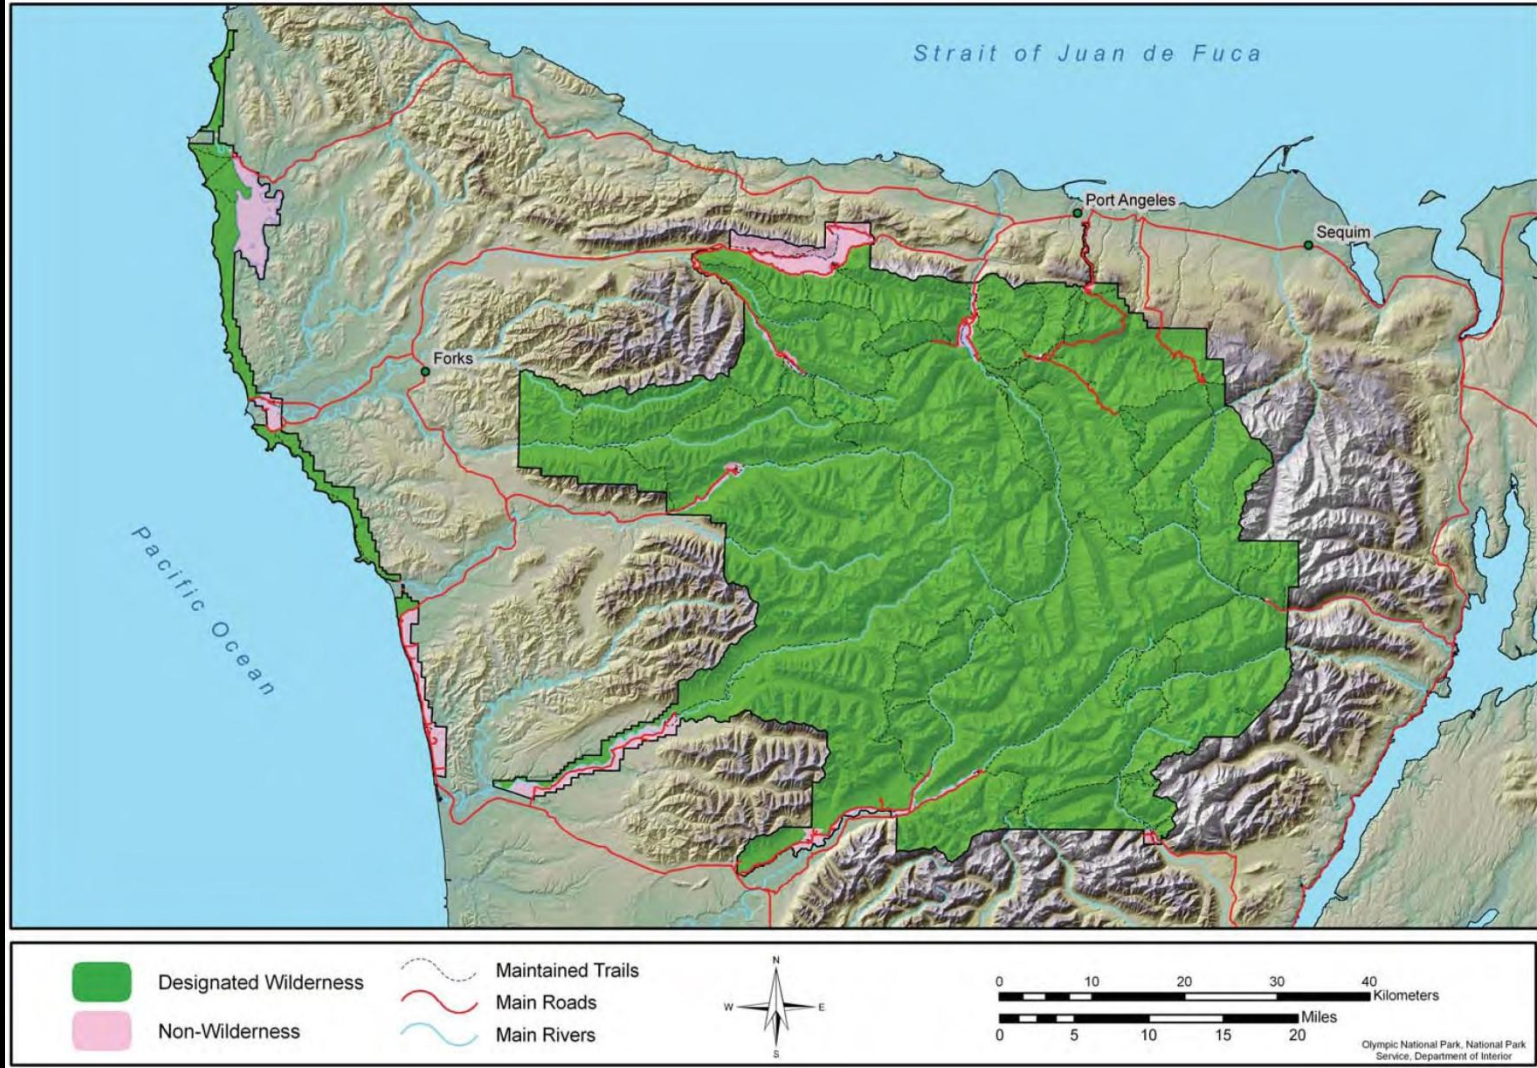 Strait of Juan de Fuca
Port Angeles
Sequim
Forks
Pacific Ocean
Designated Wilderness
Non-Wilderness
Maintained Trails
Main Roads
Main Rivers
N
W
E
S
0 10 20 30 40
Kilometers
Miles
0 5 10 15 20
Olympic National Park, National Park
Service, Department of Interior